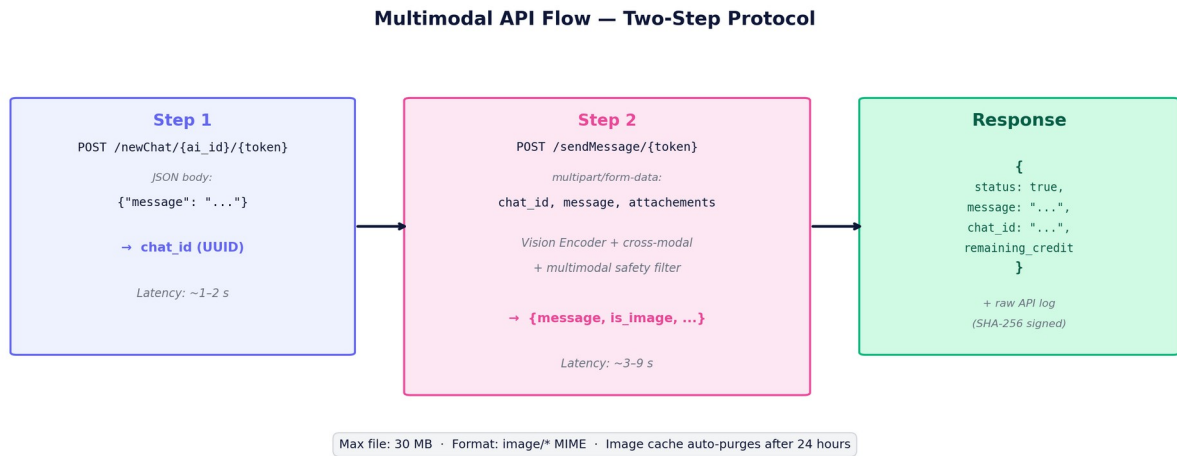 Multimodal API Flow — Two-Step Protocol
Step 1
POST /newChat/{ai_id}/{token}
JSON body:
{"message": "..."}
→ chat_id (UUID)
Latency: ~1–2 s
Step 2
POST /sendMessage/{token}
multipart/form-data:
chat_id, message, attachements
Vision Encoder + cross-modal
+ multimodal safety filter
→ {message, is_image, ...}
Latency: ~3–9 s
Response
{
status: true,
message: "...",
chat_id: "...",
remaining_credit
}
+ raw API log
(SHA-256 signed)
Max file: 30 MB · Format: image/* MIME · Image cache auto-purges after 24 hours